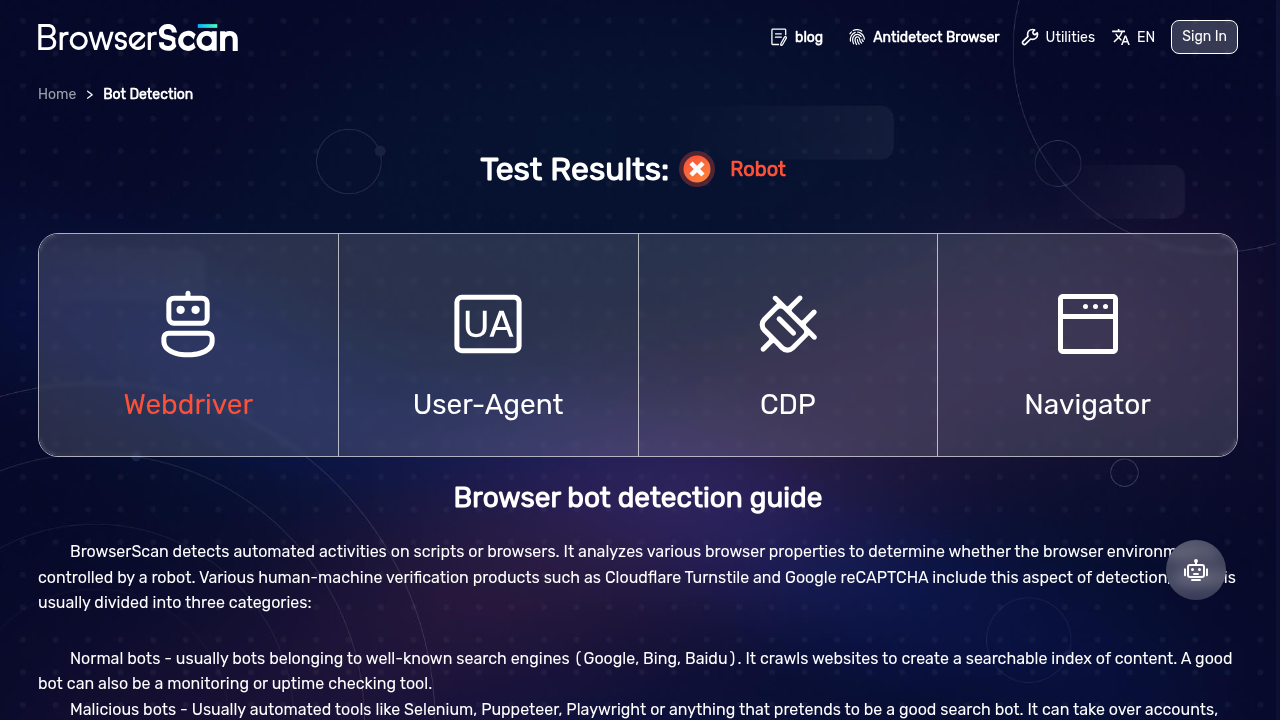 BrowserScan
blog
Antidetect Browser
Utilities
EN
Sign In
Home > Bot Detection
Test Results: Robot
UA
Webdriver
User-Agent
CDP
Navigator
Browser bot detection guide
BrowserScan detects automated activities on scripts or browsers. It analyzes various browser properties to determine whether the browser
controlled by a robot. Various human-machine verification products such as Cloudflare Turnstile and Google reCAPTCHA include this aspect of detection, is
usually divided into three categories:
Normal bots - usually bots belonging to well-known search engines (Google, Bing, Baidu). It crawls websites to create a searchable index of content. A good
bot can also be a monitoring or uptime checking tool.
Malicious bots - Usually automated tools like Selenium, Puppeteer, Playwright or anything that pretends to be a good search bot. It can take over accounts,